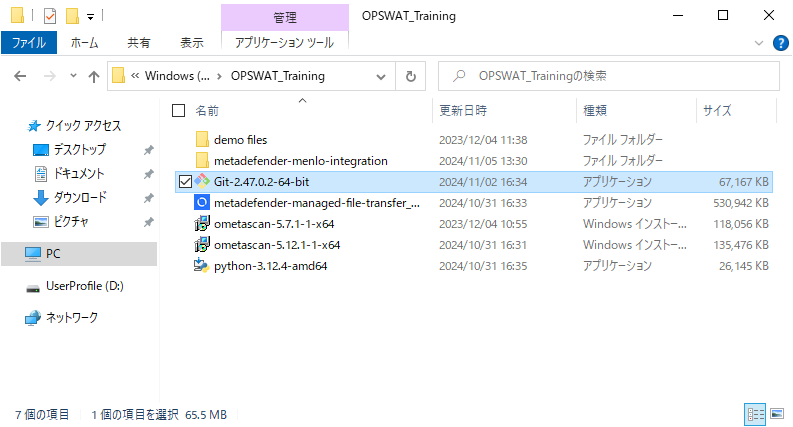 管理
OPSWAT_Training
ファイル
ホーム
共有
表示
アプリケーション ツール
Windows (... OPSWAT_Training
OPSWAT_Trainingの検索
名前 更新日時 種類 サイズ
クイック アクセス
デスクトップ
ドキュメント
ダウンロード
ピクチャ
PC
UserProfile (D:)
ネットワーク
demo files 2023/12/04 11:38 ファイル フォルダー
metadefender-menlo-integration 2024/11/05 13:30 ファイル フォルダー
Git-2.47.0.2-64-bit 2024/11/02 16:34 アプリケーション 67,167 KB
metadefender-managed-file-transfer_... 2024/10/31 16:33 アプリケーション 530,942 KB
ometascan-5.7.1-1-x64 2023/12/04 10:55 Windows インストー... 118,056 KB
ometascan-5.12.1-1-x64 2024/10/31 16:31 Windows インストー... 135,476 KB
python-3.12.4-amd64 2024/10/31 16:35 アプリケーション 26,145 KB
7 個の項目 1 個の項目を選択 65.5 MB